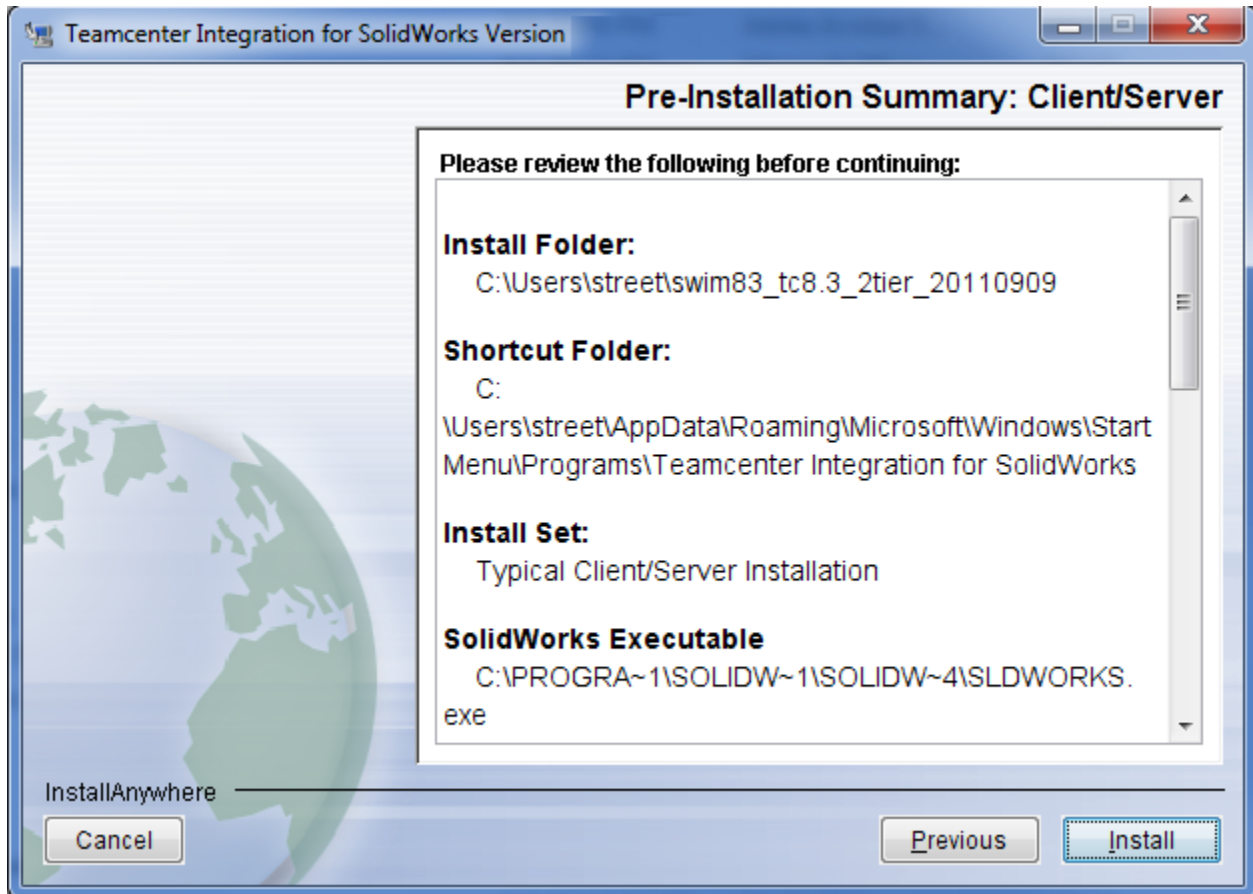 Teamcenter Integration for SolidWorks Version
Pre-Installation Summary: Client/Server
Please review the following before continuing:
Install Folder:
C:\Users\street\swim83_tc8.3_2tier_20110909
Shortcut Folder:
C:
\Users\street\AppData\Roaming\Microsoft\Windows\Start
Menu\Programs\Teamcenter Integration for SolidWorks
Install Set:
Typical Client/Server Installation
SolidWorks Executable
C:\PROGRA~1\SOLIDW~1\SOLIDW~4\SLDWORKS.
exe
InstallAnywhere
Cancel
Previous
Install